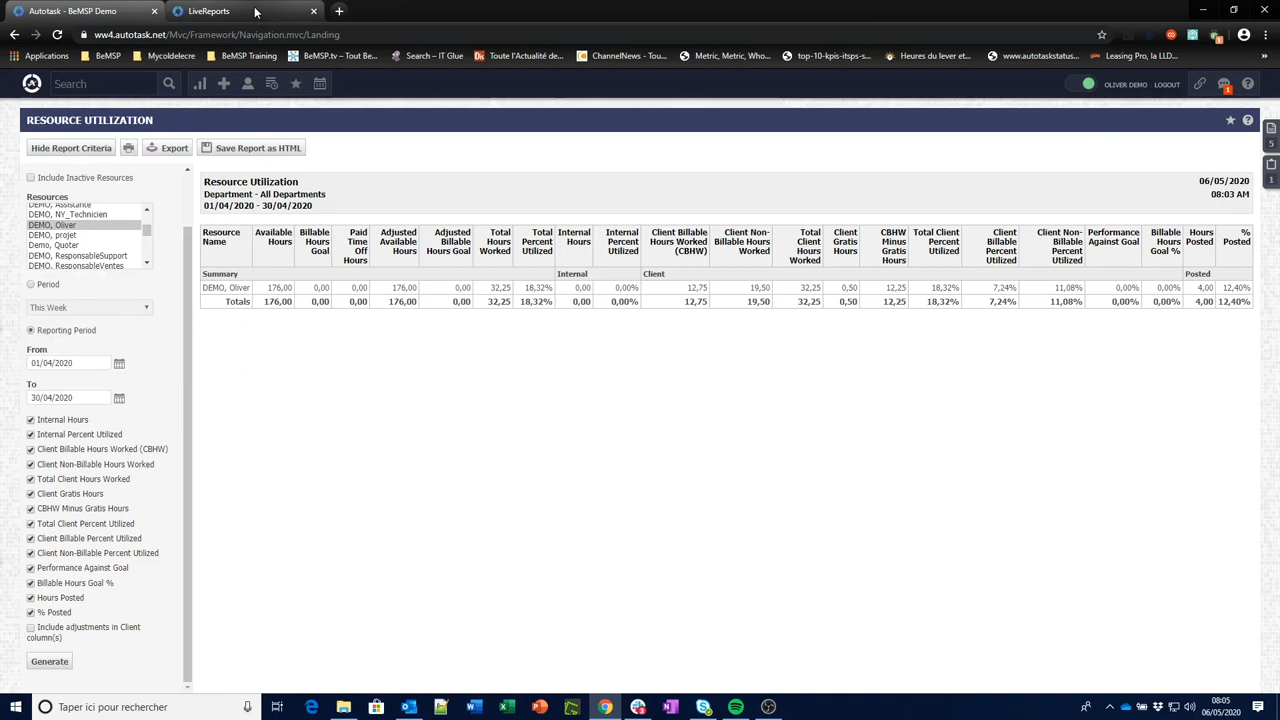 Autotask - BeMSP Demo
LiveReports
ww4.autotask.net/Mvc/Framework/Navigation.mvc/Landing
Applications
BeMSP
Mycoldelecre
BeMSP Training
BeMSP.tv – Tout le...
Search – IT Glue
Toute l'Actualité de...
ChannelNews – To...
Metric, Metric, Who...
top-10-kpis-itsps-s...
Heures et lever et...
www.autotaskstatus...
Leasing Pro, la LLD...
Search
OLIVER DEMO
LOGOUT
1
RESOURCE UTILIZATION
5
1
Hide Report Criteria
Export
Save Report as HTML
Include Inactive Resources
Resources
DEMO, Assistante
DEMO, NY_Technicien
DEMO, Oliver
DEMO, projet
Demo, Quoter
DEMO, ResponsableSupport
DEMO, ResponsableVentes
Period
This Week
Reporting Period
From
01/04/2020
To
30/04/2020
Internal Hours
Internal Percent Utilized
Client Billable Hours Worked (CBHW)
Client Non-Billable Hours Worked
Total Client Hours Worked
Client Gratis Hours
CBHW Minus Gratis Hours
Total Client Percent Utilized
Client Billable Percent Utilized
Client Non-Billable Percent Utilized
Performance Against Goal
Billable Hours Goal %
Hours Posted
% Posted
Include adjustments in Client
column(s)
Generate
Resource Utilization
06/05/2020
Department - All Departments
08:03 AM
01/04/2020 - 30/04/2020
Resource Name
Available Hours
Billable Hours Goal
Paid Time Off Hours
Adjusted Available Hours
Adjusted Billable Hours Goal
Total Hours Worked
Total Percent Utilized
Internal Hours
Internal Percent Utilized
Client Billable Hours Worked (CBHW)
Client Non-Billable Hours Worked
Total Client Hours Worked
Client Gratis Hours
CBHW Minus Gratis Hours
Total Client Percent Utilized
Client Billable Percent Utilized
Client Non-Billable Percent Utilized
Performance Against Goal
Billable Hours Goal %
Hours Posted
% Posted
Summary Internal Client Posted
DEMO, Oliver 176,00 0,00 0,00 176,00 0,00 32,25 18,32% 0,00 0,00% 12,75 19,50 32,25 0,50 12,25 18,32% 7,24% 11,08% 0,00% 0,00% 4,00 12,40%
Totals 176,00 0,00 0,00 176,00 0,00 32,25 18,32% 0,00 0,00% 12,75 19,50 32,25 0,50 12,25 18,32% 7,24% 11,08% 0,00% 0,00% 4,00 12,40%
Taper ici pour rechercher
08:05
06/05/2020